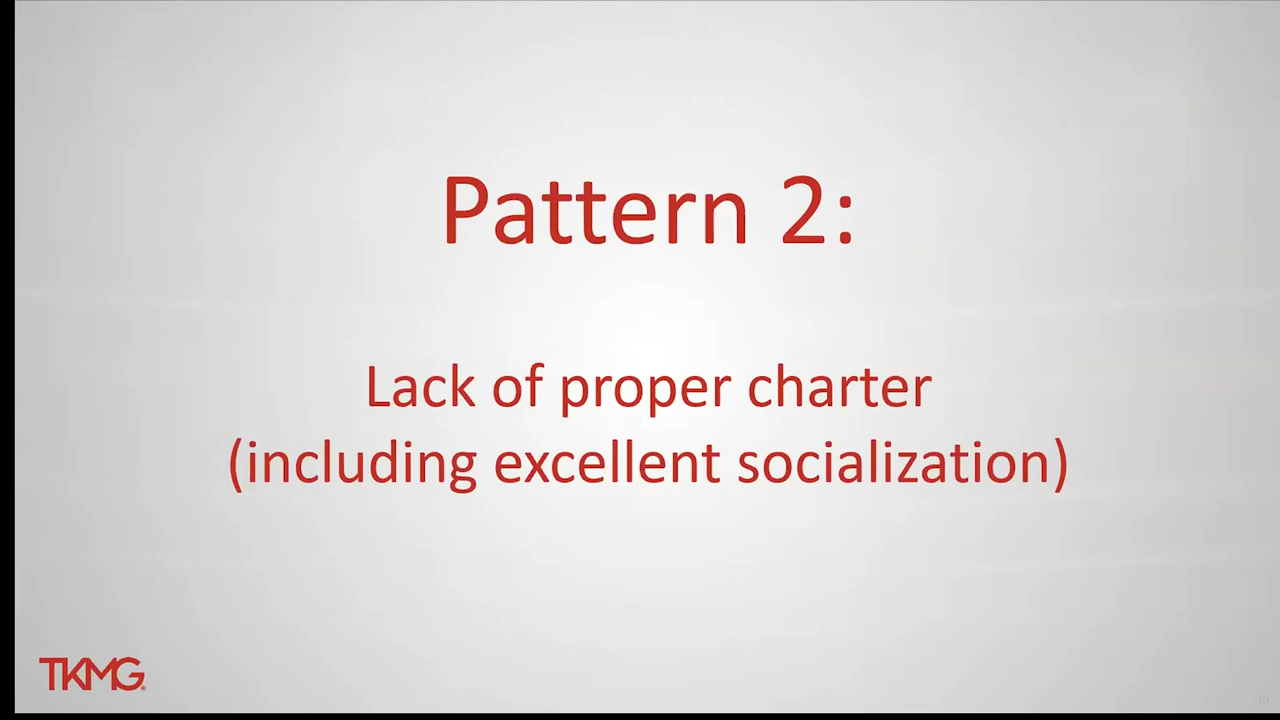 Pattern 2:
Lack of proper charter
(including excellent socialization)
TKMG®